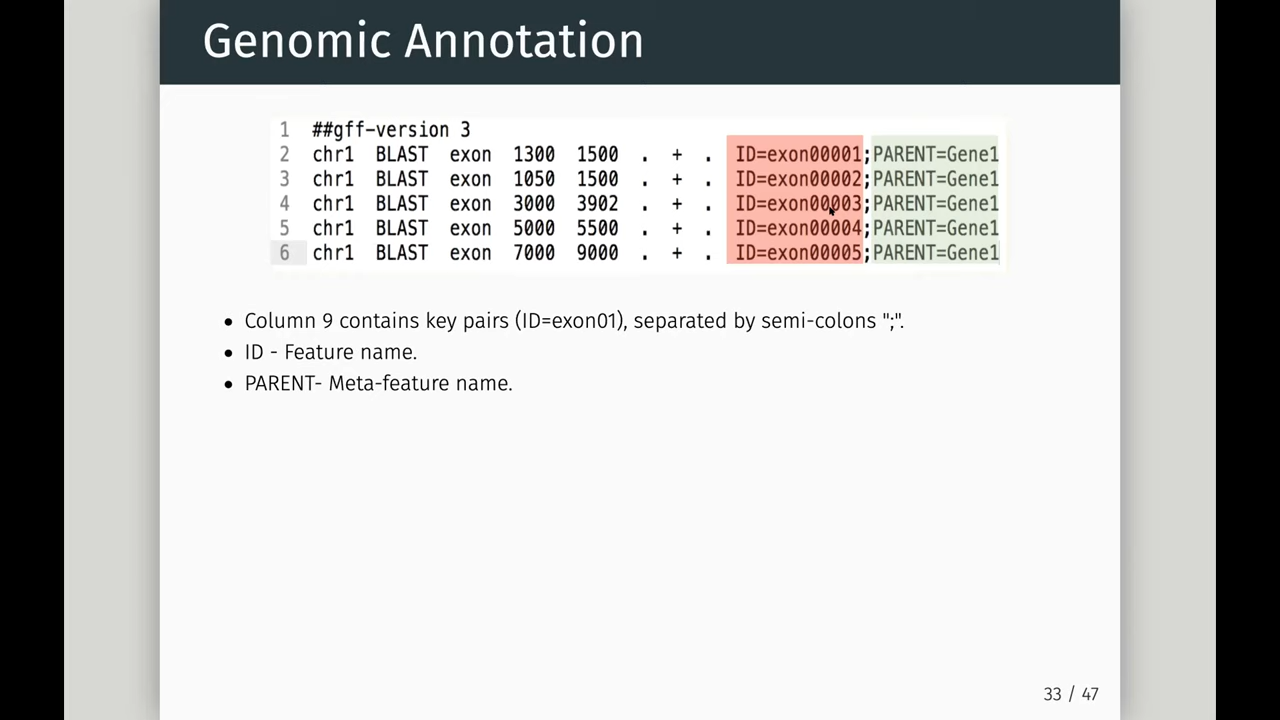 Genomic Annotation
1 ##gff-version 3
2 chr1 BLAST exon 1300 1500 . + . ID=exon00001;PARENT=Gene1
3 chr1 BLAST exon 1050 1500 . + . ID=exon00002;PARENT=Gene1
4 chr1 BLAST exon 3000 3902 . + . ID=exon00003;PARENT=Gene1
5 chr1 BLAST exon 5000 5500 . + . ID=exon00004;PARENT=Gene1
6 chr1 BLAST exon 7000 9000 . + . ID=exon00005;PARENT=Gene1
• Column 9 contains key pairs (ID=exon01), separated by semi-colons ";".
• ID - Feature name.
• PARENT- Meta-feature name.
33 / 47